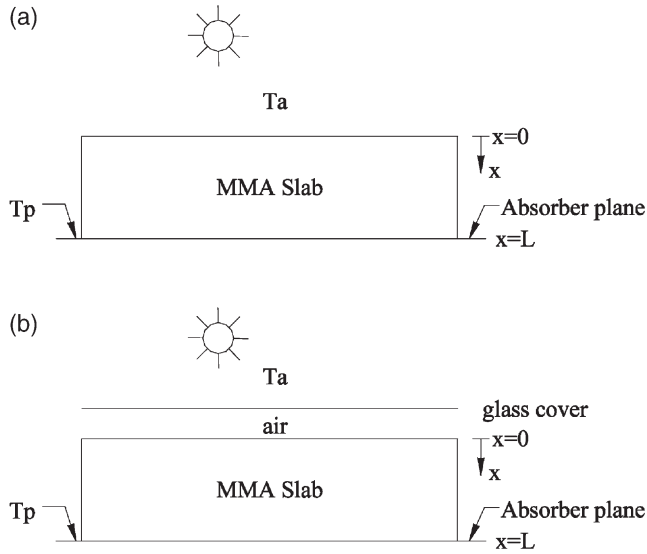 (a)
Ta
x=0
x
MMA Slab
Tp
Absorber plane
x=L
(b)
Ta
glass cover
air
x=0
x
MMA Slab
Tp
Absorber plane
x=L